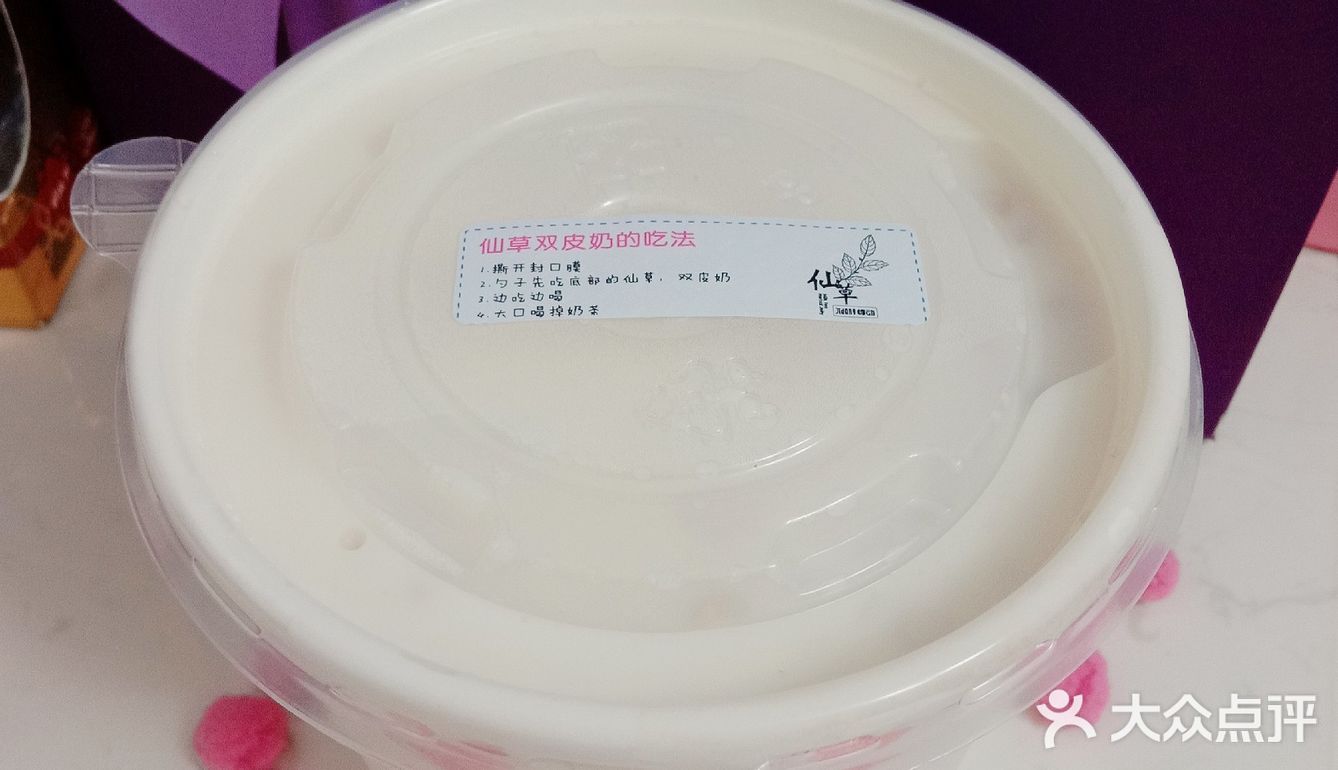 仙草双皮奶的吃法
1.撕开封口膜
2.勺子先吃底部的仙草，双皮奶
3.边吃边喝
4.大口喝掉奶茶
仙草
大众点评